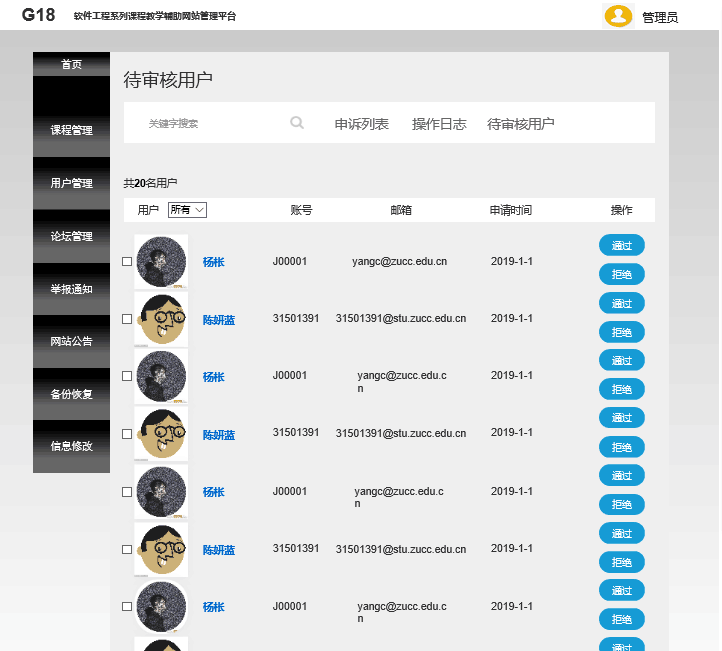 G18 软件工程系列课程教学辅助网站管理平台 管理员
首页
课程管理
用户管理
论坛管理
举报通知
网站公告
备份恢复
信息修改
待审核用户
关键字搜索 申诉列表 操作日志 待审核用户
共20名用户
用户 所有 账号 邮箱 申请时间 操作
杨枨 J00001 yangc@zucc.edu.cn 2019-1-1 通过
拒绝
陈妍蓝 31501391 31501391@stu.zucc.edu.cn 2019-1-1 通过
拒绝
杨枨 J00001 yangc@zucc.edu.c 2019-1-1 通过
n 拒绝
陈妍蓝 31501391 31501391@stu.zucc.edu.cn 2019-1-1 通过
拒绝
杨枨 J00001 yangc@zucc.edu.c 2019-1-1 通过
n 拒绝
陈妍蓝 31501391 31501391@stu.zucc.edu.cn 2019-1-1 通过
拒绝
杨枨 J00001 yangc@zucc.edu.c 2019-1-1 通过
n 拒绝
通过